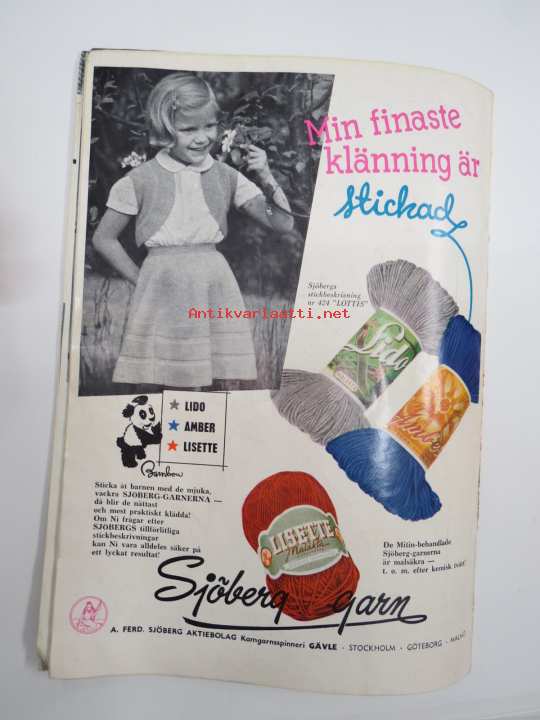 Min finaste
klänning är
stickad
Sjöbergs
stickbeskrivning
nr 424 "LOTTIS"
Antikvariaatti.net
Lido
Amber
LIDO
AMBER
LISETTE
Bambow
Sticka åt barnen med de mjuka,
vackra SJÖBERG-GARNERNA —
då blir de nättast
och mest praktiskt klädda!
Om Ni frågar efter
SJÖBERGS tillförlitliga
stickbeskrivningar
kan Ni vara alldeles säker på
ett lyckat resultat!
LISETTE
De Mitin-behandlade
Sjöberg-garnerna
är malsäkra —
t. o. m. efter kemisk tvätt!
Sjöberg garn
A. FERD. SJÖBERG AKTIEBOLAG Kamgarnsspinneri GÄVLE · STOCKHOLM · GÖTEBORG · MALMÖ